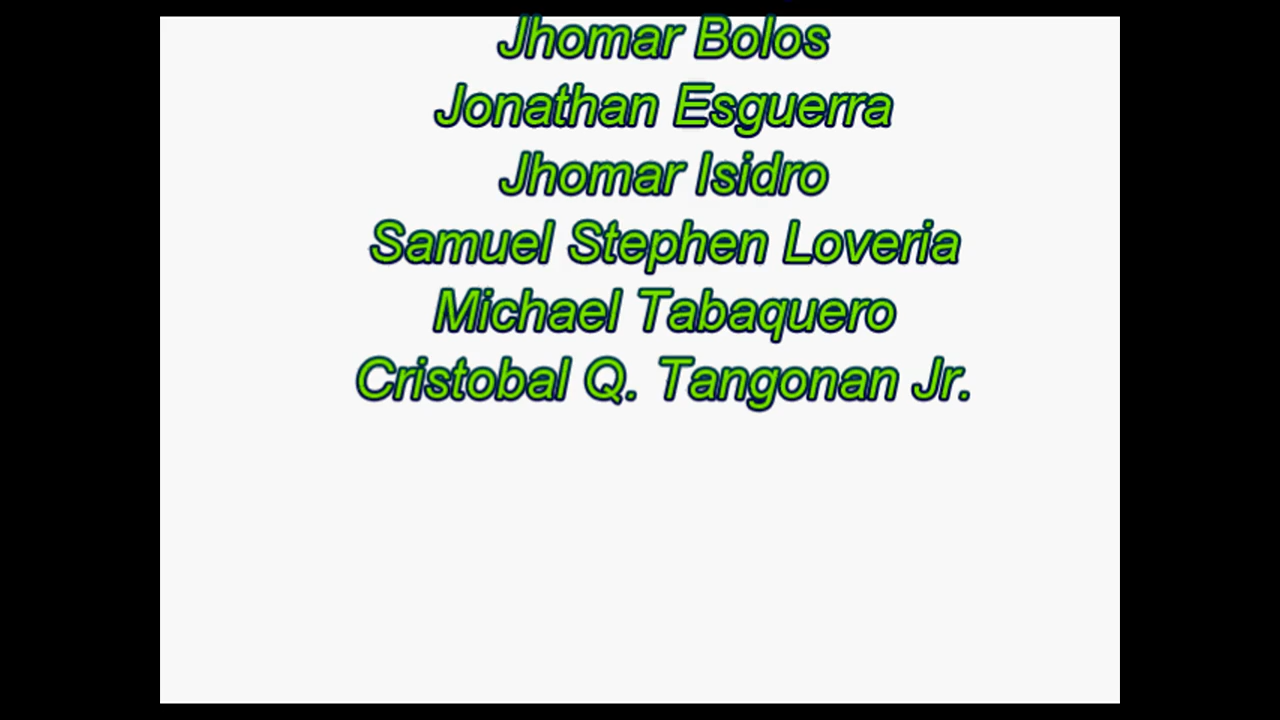 Jhomar Bolos
Jonathan Esguerra
Jhomar Isidro
Samuel Stephen Loveria
Michael Tabaquero
Cristobal Q. Tangonan Jr.